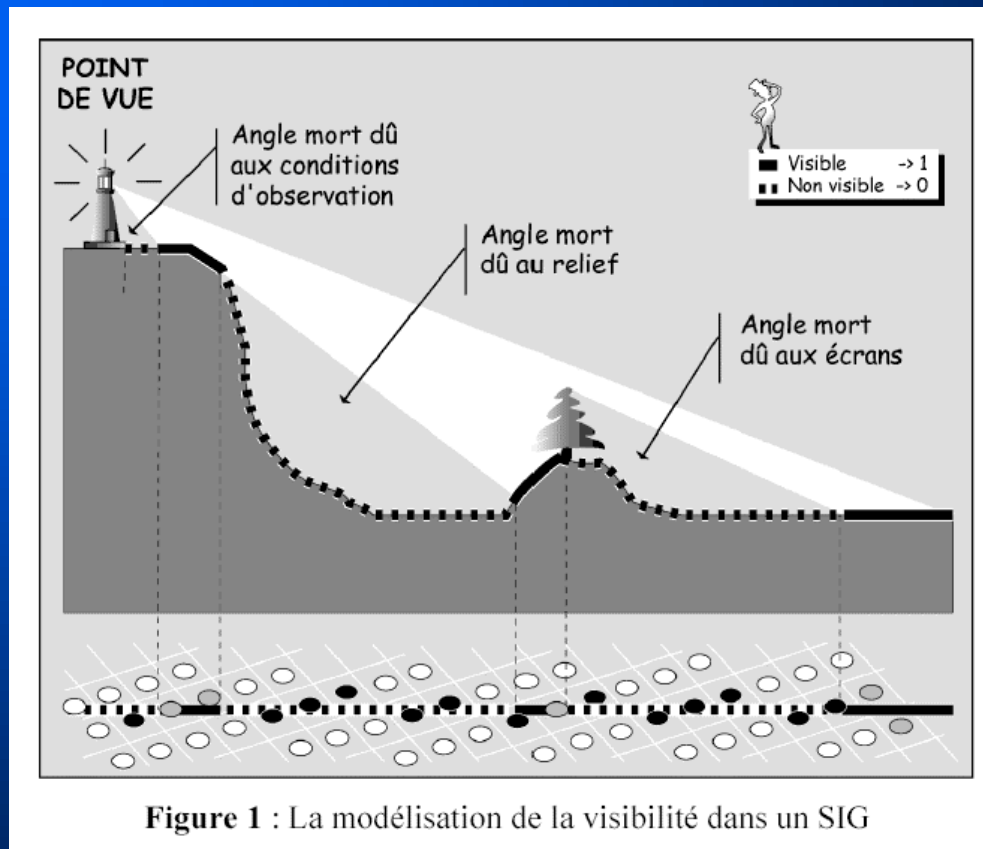 POINT
DE VUE
Angle mort dû
aux conditions
d'observation
Visible -> 1
Non visible -> 0
Angle mort
dû au relief
Angle mort
dû aux écrans
Figure 1 : La modélisation de la visibilité dans un SIG